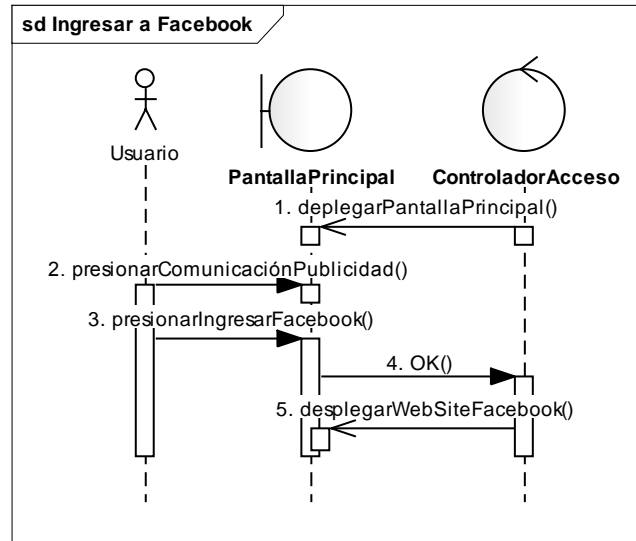 sd Ingresar a Facebook
Usuario
PantallaPrincipal
ControladorAcceso
1. deplegarPantallaPrincipal()
2. presionarComunicaciónPublicidad()
3. presionarIngresarFacebook()
4. OK()
5. desplegarWebSiteFacebook()